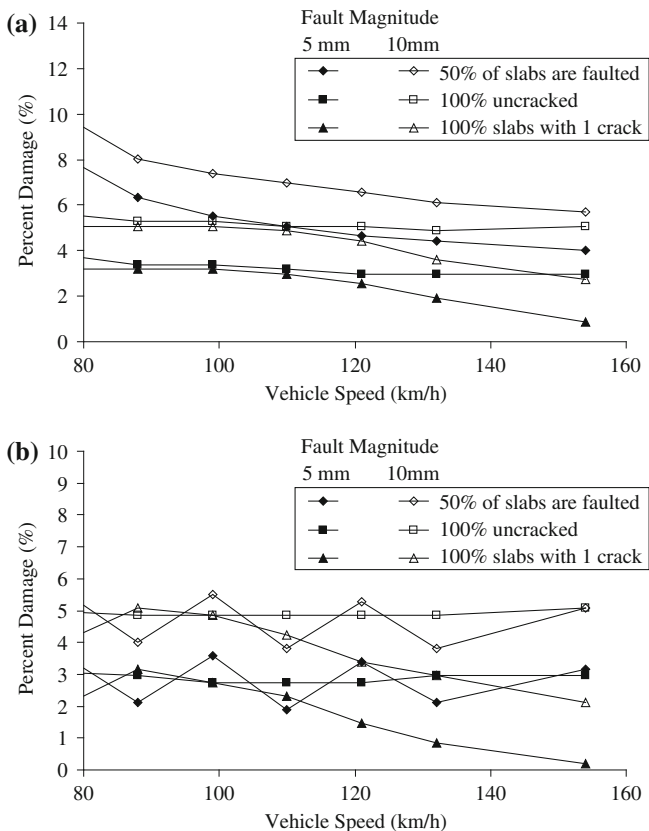 (a)
Fault Magnitude
5 mm 10mm
50% of slabs are faulted
100% uncracked
100% slabs with 1 crack
Percent Damage (%)
14
12
10
8
6
4
2
0
80 100 120 140 160
Vehicle Speed (km/h)
(b)
Fault Magnitude
5 mm 10mm
50% of slabs are faulted
100% uncracked
100% slabs with 1 crack
Percent Damage (%)
10
9
8
7
6
5
4
3
2
1
0
80 100 120 140 160
Vehicle Speed (km/h)